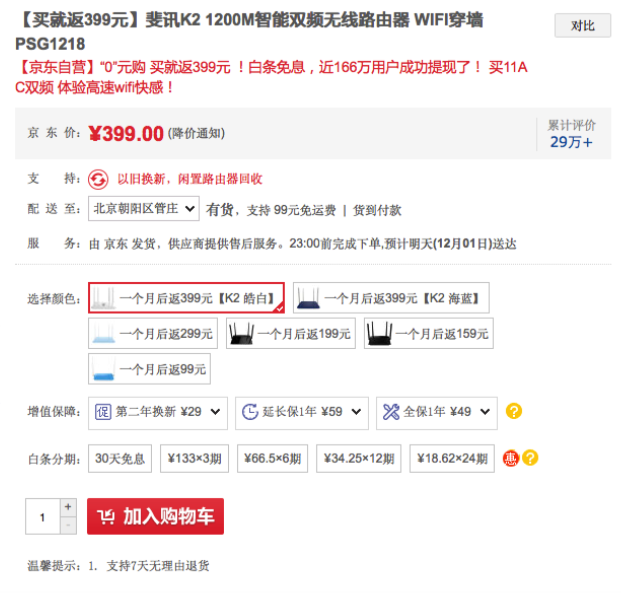 【买就返399元】斐讯K2 1200M智能双频无线路由器 WIFI穿墙
PSG1218
对比
【京东自营】“0”元购 买就返399元 ！白条免息，近166万用户成功提现了！ 买11A
C双频 体验高速wifi快感！
京 东 价： ¥399.00 (降价通知)
累计评价
29万+
支 持： 以旧换新，闲置路由器回收
配 送 至： 北京朝阳区管庄 有货，支持 99元免运费 | 货到付款
服 务： 由 京东 发货，供应商提供售后服务。23:00前完成下单,预计明天(12月01日)送达
选择颜色： 一个月后返399元【K2 皓白】 一个月后返399元【K2 海蓝】
一个月后返299元 一个月后返199元 一个月后返159元
一个月后返99元
增值保障： 促 第二年换新 ¥29 延长保1年 ¥59 全保1年 ¥49 ?
白条分期： 30天免息 ¥133×3期 ¥66.5×6期 ¥34.25×12期 ¥18.62×24期 惠 ?
1 + - 加入购物车
温馨提示：1. 支持7天无理由退货